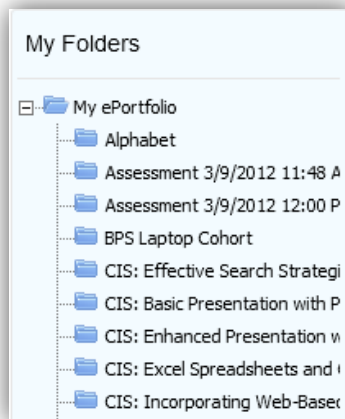 My Folders
My ePortfolio
Alphabet
Assessment 3/9/2012 11:48 A
Assessment 3/9/2012 12:00 P
BPS Laptop Cohort
CIS: Effective Search Strategi
CIS: Basic Presentation with P
CIS: Enhanced Presentation w
CIS: Excel Spreadsheets and
CIS: Incorporating Web-Based